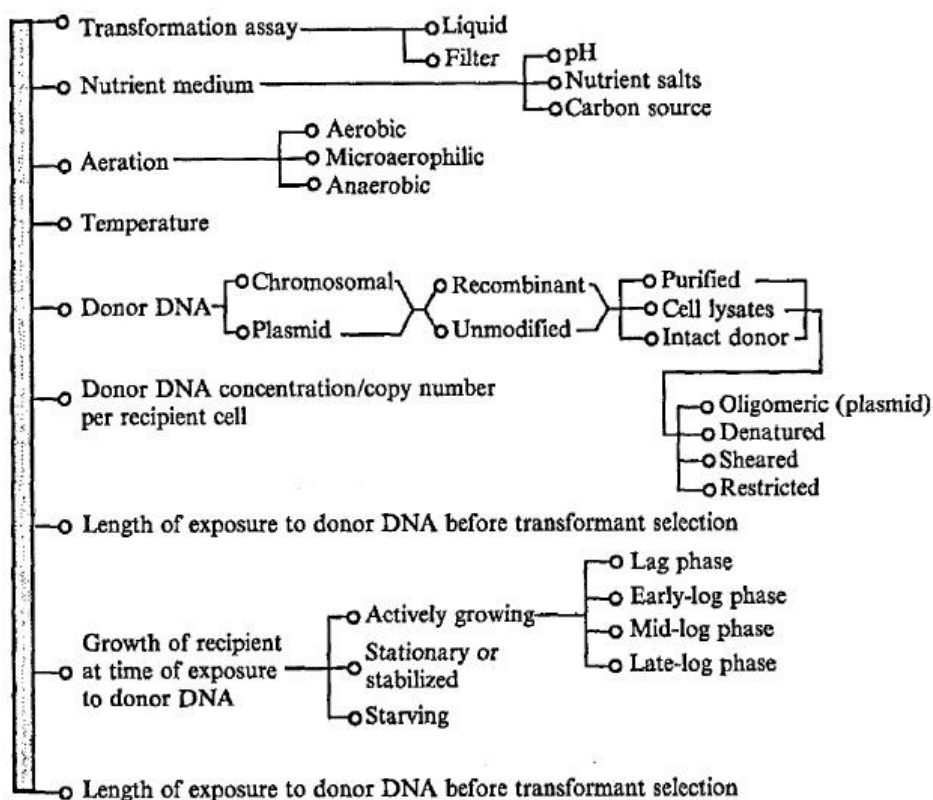 Transformation assay
Liquid
Filter
Nutrient medium
pH
Nutrient salts
Carbon source
Aeration
Aerobic
Microaerophilic
Anaerobic
Temperature
Donor DNA
Chromosomal
Plasmid
Recombinant
Unmodified
Purified
Cell lysates
Intact donor
Oligomeric (plasmid)
Denatured
Sheared
Restricted
Donor DNA concentration/copy number
per recipient cell
Length of exposure to donor DNA before transformant selection
Growth of recipient
at time of exposure
to donor DNA
Actively growing
Stationary or
stabilized
Starving
Lag phase
Early-log phase
Mid-log phase
Late-log phase
Length of exposure to donor DNA before transformant selection